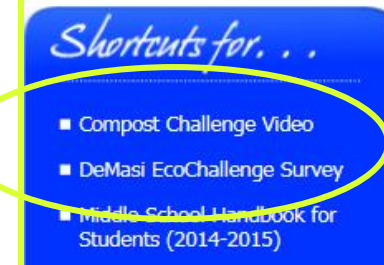 Shortcuts for. . .
Compost Challenge Video
DeMasi EcoChallenge Survey
Middle School Handbook for
Students (2014-2015)